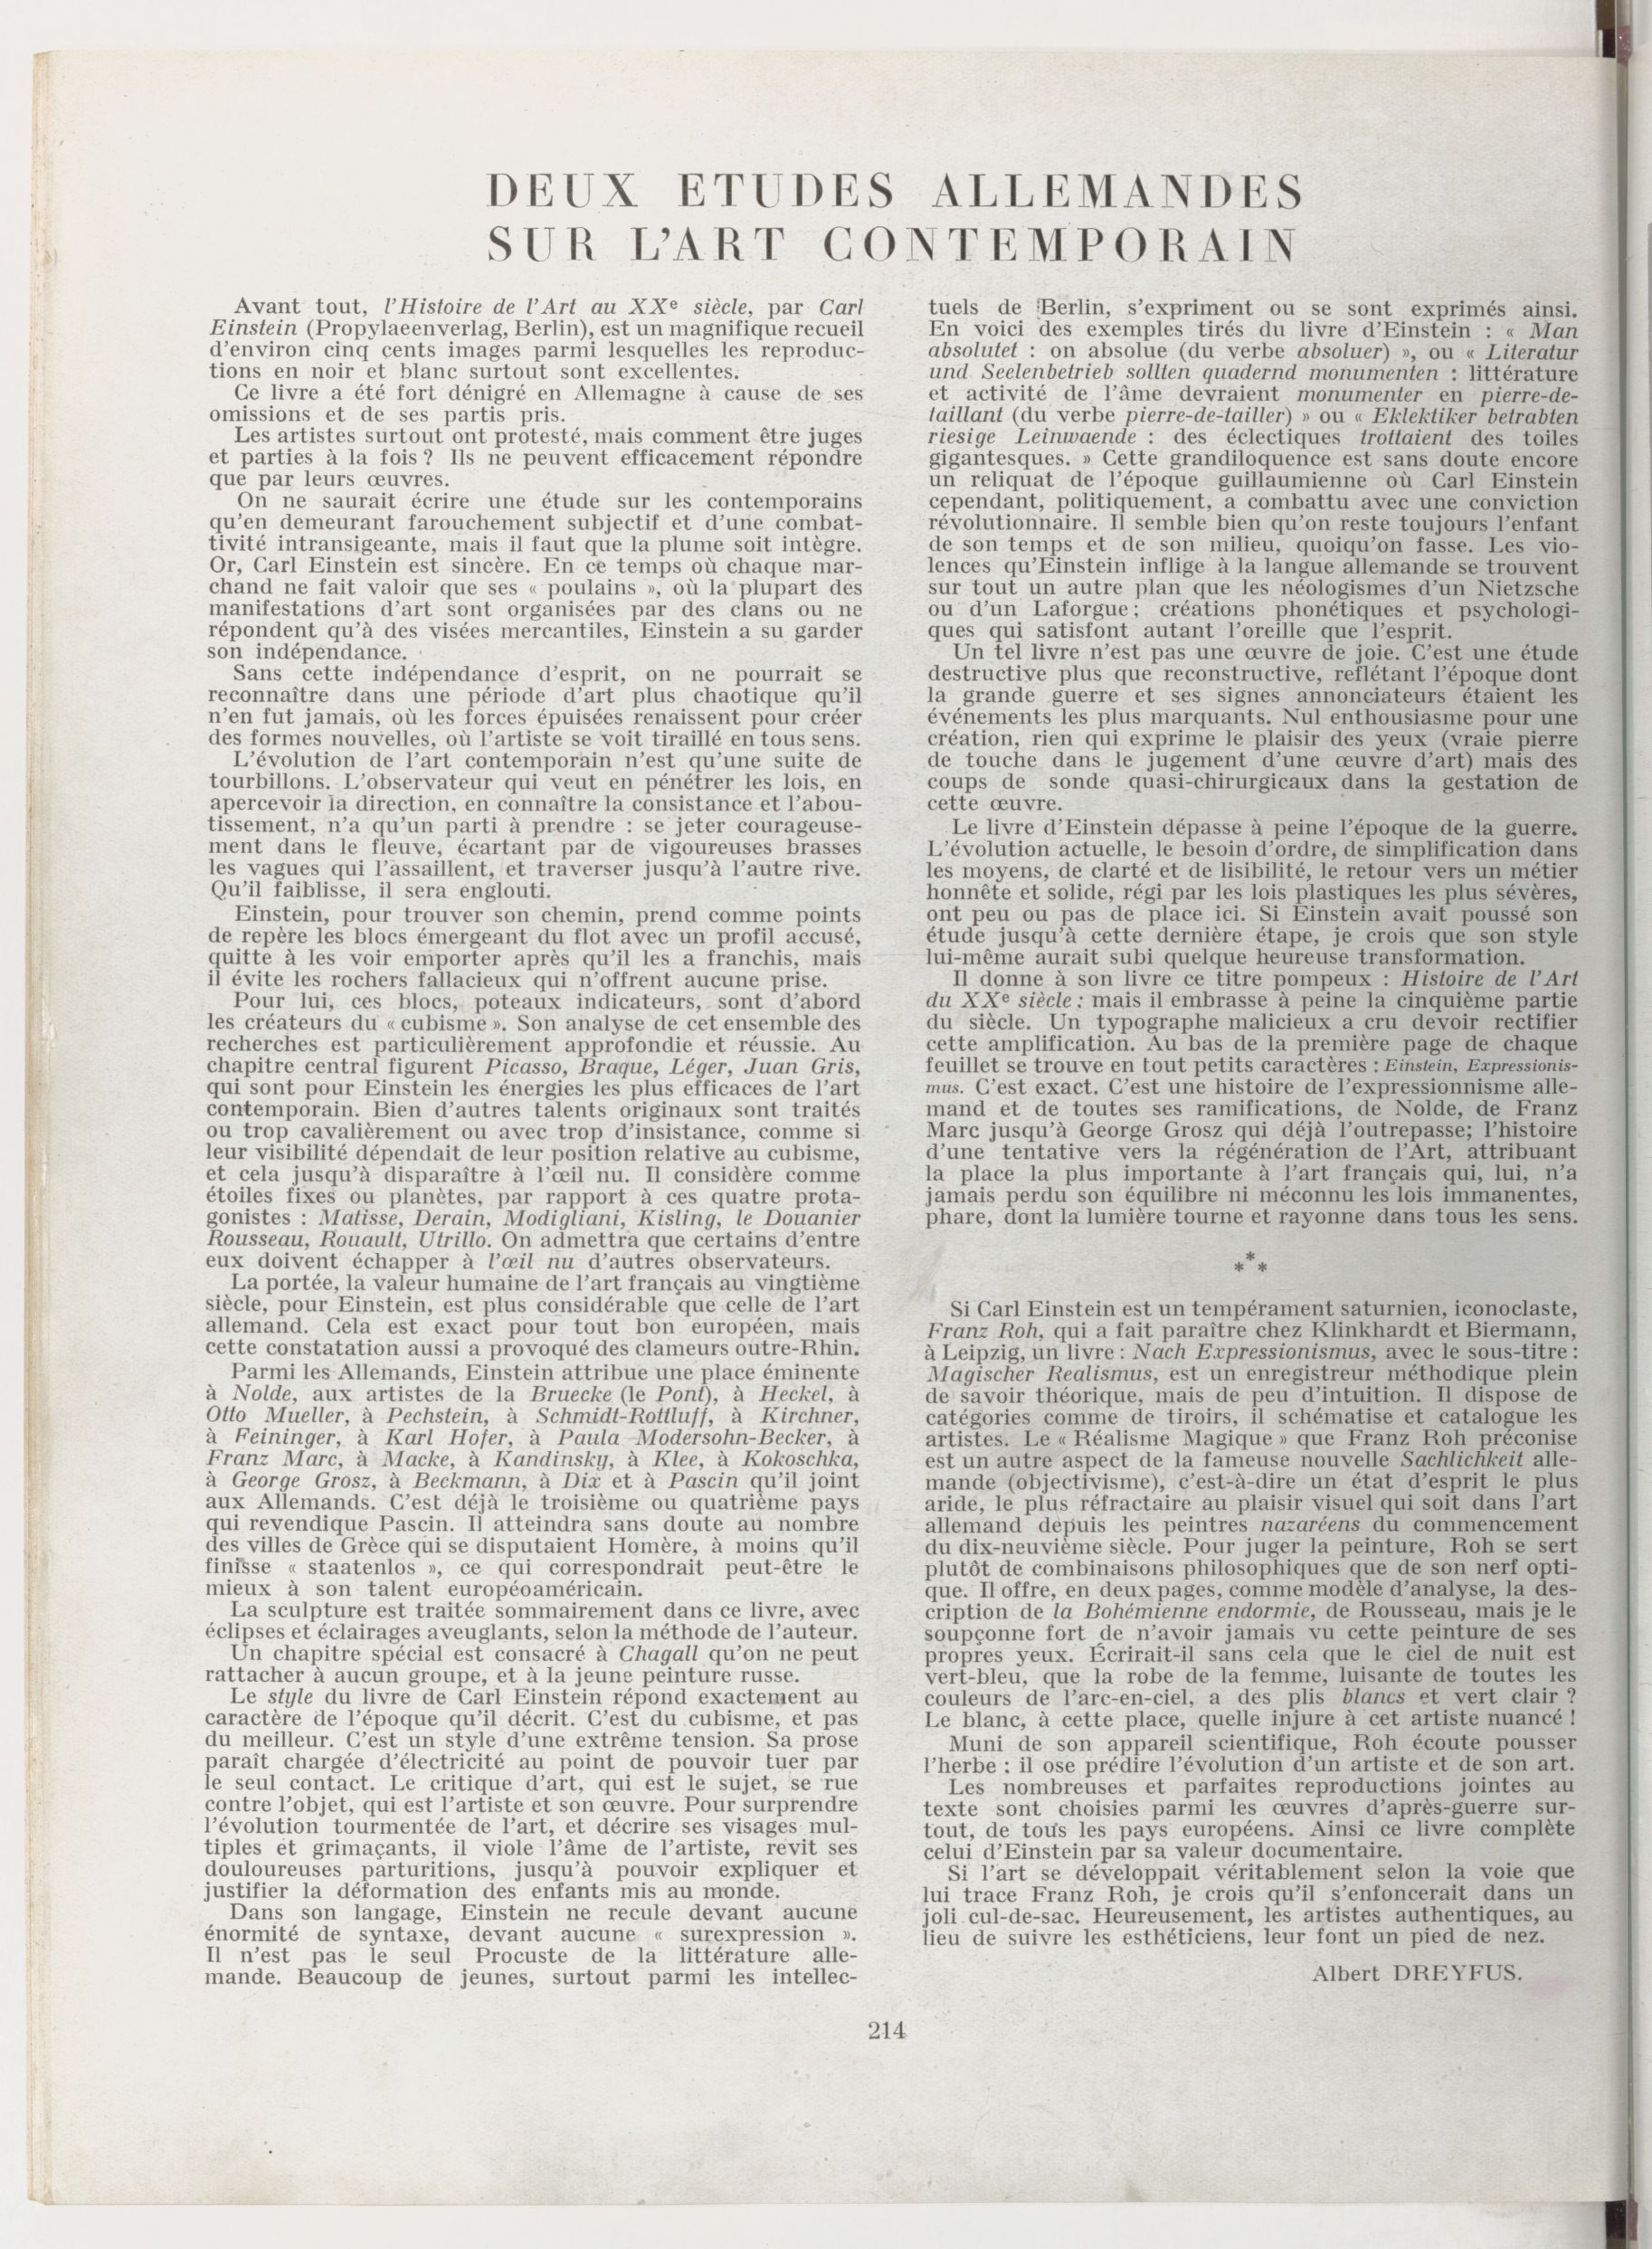 DEUX ETUDES ALLEMANDES
SUR L'ART CONTEMPORAIN
Avant tout, l'Histoire de l'Art au XXe siècle, par Carl
Einstein (Propylaeenverlag, Berlin), est un magnifique recueil
d'environ cinq cents images parmi lesquelles les reproduc-
tions en noir et blanc surtout sont excellentes.
Ce livre a été fort dénigré en Allemagne à cause de ses
omissions et de ses partis pris.
Les artistes surtout ont protesté, mais comment être juges
et parties à la fois ? Ils ne peuvent efficacement répondre
que par leurs œuvres.
On ne saurait écrire une étude sur les contemporains
qu'en demeurant farouchement subjectif et d'une combat-
tivité intransigeante, mais il faut que la plume soit intègre.
Or, Carl Einstein est sincère. En ce temps où chaque mar-
chand ne fait valoir que ses « poulains », où la plupart des
manifestations d'art sont organisées par des clans ou ne
répondent qu'à des visées mercantiles, Einstein a su garder
son indépendance.
Sans cette indépendance d'esprit, on ne pourrait se
reconnaître dans une période d'art plus chaotique qu'il
n'en fut jamais, où les forces épuisées renaissent pour créer
des formes nouvelles, où l'artiste se voit tiraillé en tous sens.
L'évolution de l'art contemporain n'est qu'une suite de
tourbillons. L'observateur qui veut en pénétrer les lois, en
apercevoir la direction, en connaître la consistance et l'abou-
tissement, n'a qu'un parti à prendre : se jeter courageuse-
ment dans le fleuve, écartant par de vigoureuses brasses
les vagues qui l'assaillent, et traverser jusqu'à l'autre rive.
Qu'il faiblisse, il sera englouti.
Einstein, pour trouver son chemin, prend comme points
de repère les blocs émergeant du flot avec un profil accusé,
quitte à les voir emporter après qu'il les a franchis, mais
il évite les rochers fallacieux qui n'offrent aucune prise.
Pour lui, ces blocs, poteaux indicateurs, sont d'abord
les créateurs du « cubisme ». Son analyse de cet ensemble des
recherches est particulièrement approfondie et réussie. Au
chapitre central figurent Picasso, Braque, Léger, Juan Gris,
qui sont pour Einstein les énergies les plus efficaces de l'art
contemporain. Bien d'autres talents originaux sont traités
ou trop cavalièrement ou avec trop d'insistance, comme si
leur visibilité dépendait de leur position relative au cubisme,
et cela jusqu'à disparaître à l'œil nu. Il considère comme
étoiles fixes ou planètes, par rapport à ces quatre prota-
gonistes : Matisse, Derain, Modigliani, Kisling, le Douanier
Rousseau, Rouault, Utrillo. On admettra que certains d'entre
eux doivent échapper à l'œil nu d'autres observateurs.
La portée, la valeur humaine de l'art français au vingtième
siècle, pour Einstein, est plus considérable que celle de l'art
allemand. Cela est exact pour tout bon européen, mais
cette constatation aussi a provoqué des clameurs outre-Rhin.
Parmi les Allemands, Einstein attribue une place éminente
à Nolde, aux artistes de la Bruecke (le Pont), à Heckel, à
Otto Mueller, à Pechstein, à Schmidt-Rottluff, à Kirchner,
à Feininger, à Karl Hofer, à Paula Modersohn-Becker, à
Franz Marc, à Macke, à Kandinsky, à Klee, à Kokoschka,
à George Grosz, à Beckmann, à Dix et à Pascin qu'il joint
aux Allemands. C'est déjà le troisième ou quatrième pays
qui revendique Pascin. Il atteindra sans doute au nombre
des villes de Grèce qui se disputaient Homère, à moins qu'il
finisse « staatenlos », ce qui correspondrait peut-être le
mieux à son talent européoaméricain.
La sculpture est traitée sommairement dans ce livre, avec
éclipses et éclairages aveuglants, selon la méthode de l'auteur.
Un chapitre spécial est consacré à Chagall qu'on ne peut
rattacher à aucun groupe, et à la jeune peinture russe.
Le style du livre de Carl Einstein répond exactement au
caractère de l'époque qu'il décrit. C'est du cubisme, et pas
du meilleur. C'est un style d'une extrême tension. Sa prose
paraît chargée d'électricité au point de pouvoir tuer par
le seul contact. Le critique d'art, qui est le sujet, se rue
contre l'objet, qui est l'artiste et son œuvre. Pour surprendre
l'évolution tourmentée de l'art, et décrire ses visages mul-
tiples et grimaçants, il viole l'âme de l'artiste, revit ses
douloureuses parturitions, jusqu'à pouvoir expliquer et
justifier la déformation des enfants mis au monde.
Dans son langage, Einstein ne recule devant aucune
énormité de syntaxe, devant aucune « surexpression ».
Il n'est pas le seul Procuste de la littérature alle-
mande. Beaucoup de jeunes, surtout parmi les intellec-
tuels de Berlin, s'expriment ou se sont exprimés ainsi.
En voici des exemples tirés du livre d'Einstein : « Man
absolutet : on absolue (du verbe absoluer) », ou « Literatur
und Seelenbetrieb sollten quadernd monumenten : littérature
et activité de l'âme devraient monumenter en pierre-de-
taillant (du verbe pierre-de-tailler) » ou « Eklektiker betrabten
riesige Leinwaende : des éclectiques trottaient des toiles
gigantesques. » Cette grandiloquence est sans doute encore
un reliquat de l'époque guillaumienne où Carl Einstein
cependant, politiquement, a combattu avec une conviction
révolutionnaire. Il semble bien qu'on reste toujours l'enfant
de son temps et de son milieu, quoiqu'on fasse. Les vio-
lences qu'Einstein inflige à la langue allemande se trouvent
sur tout un autre plan que les néologismes d'un Nietzsche
ou d'un Laforgue; créations phonétiques et psychologi-
ques qui satisfont autant l'oreille que l'esprit.
Un tel livre n'est pas une œuvre de joie. C'est une étude
destructive plus que reconstructive, reflétant l'époque dont
la grande guerre et ses signes annonciateurs étaient les
événements les plus marquants. Nul enthousiasme pour une
création, rien qui exprime le plaisir des yeux (vraie pierre
de touche dans le jugement d'une œuvre d'art) mais des
coups de sonde quasi-chirurgicaux dans la gestation de
cette œuvre.
Le livre d'Einstein dépasse à peine l'époque de la guerre.
L'évolution actuelle, le besoin d'ordre, de simplification dans
les moyens, de clarté et de lisibilité, le retour vers un métier
honnête et solide, régi par les lois plastiques les plus sévères,
ont peu ou pas de place ici. Si Einstein avait poussé son
étude jusqu'à cette dernière étape, je crois que son style
lui-même aurait subi quelque heureuse transformation.
Il donne à son livre ce titre pompeux : Histoire de l'Art
du XXe siècle; mais il embrasse à peine la cinquième partie
du siècle. Un typographe malicieux a cru devoir rectifier
cette amplification. Au bas de la première page de chaque
feuillet se trouve en tout petits caractères : Einstein, Expressionis-
mus. C'est exact. C'est une histoire de l'expressionnisme alle-
mand et de toutes ses ramifications, de Nolde, de Franz
Marc jusqu'à George Grosz qui déjà l'outrepasse; l'histoire
d'une tentative vers la régénération de l'Art, attribuant
la place la plus importante à l'art français qui, lui, n'a
jamais perdu son équilibre ni méconnu les lois immanentes,
phare, dont la lumière tourne et rayonne dans tous les sens.
***
Si Carl Einstein est un tempérament saturnien, iconoclaste,
Franz Roh, qui a fait paraître chez Klinkhardt et Biermann,
à Leipzig, un livre : Nach Expressionismus, avec le sous-titre :
Magischer Realismus, est un enregistreur méthodique plein
de savoir théorique, mais de peu d'intuition. Il dispose de
catégories comme de tiroirs, il schématise et catalogue les
artistes. Le « Réalisme Magique » que Franz Roh préconise
est un autre aspect de la fameuse nouvelle Sachlichkeit alle-
mande (objectivisme), c'est-à-dire un état d'esprit le plus
aride, le plus réfractaire au plaisir visuel qui soit dans l'art
allemand depuis les peintres nazaréens du commencement
du dix-neuvième siècle. Pour juger la peinture, Roh se sert
plutôt de combinaisons philosophiques que de son nerf opti-
que. Il offre, en deux pages, comme modèle d'analyse, la des-
cription de la Bohémienne endormie, de Rousseau, mais je le
soupçonne fort de n'avoir jamais vu cette peinture de ses
propres yeux. Écrirait-il sans cela que le ciel de nuit est
vert-bleu, que la robe de la femme, luisante de toutes les
couleurs de l'arc-en-ciel, a des plis blancs et vert clair ?
Le blanc, à cette place, quelle injure à cet artiste nuancé !
Muni de son appareil scientifique, Roh écoute pousser
l'herbe ; il ose prédire l'évolution d'un artiste et de son art.
Les nombreuses et parfaites reproductions jointes au
texte sont choisies parmi les œuvres d'après-guerre sur-
tout, de tous les pays européens. Ainsi ce livre complète
celui d'Einstein par sa valeur documentaire.
Si l'art se développait véritablement selon la voie que
lui trace Franz Roh, je crois qu'il s'enfoncerait dans un
joli cul-de-sac. Heureusement, les artistes authentiques, au
lieu de suivre les esthéticiens, leur font un pied de nez.
Albert DREYFUS.
214